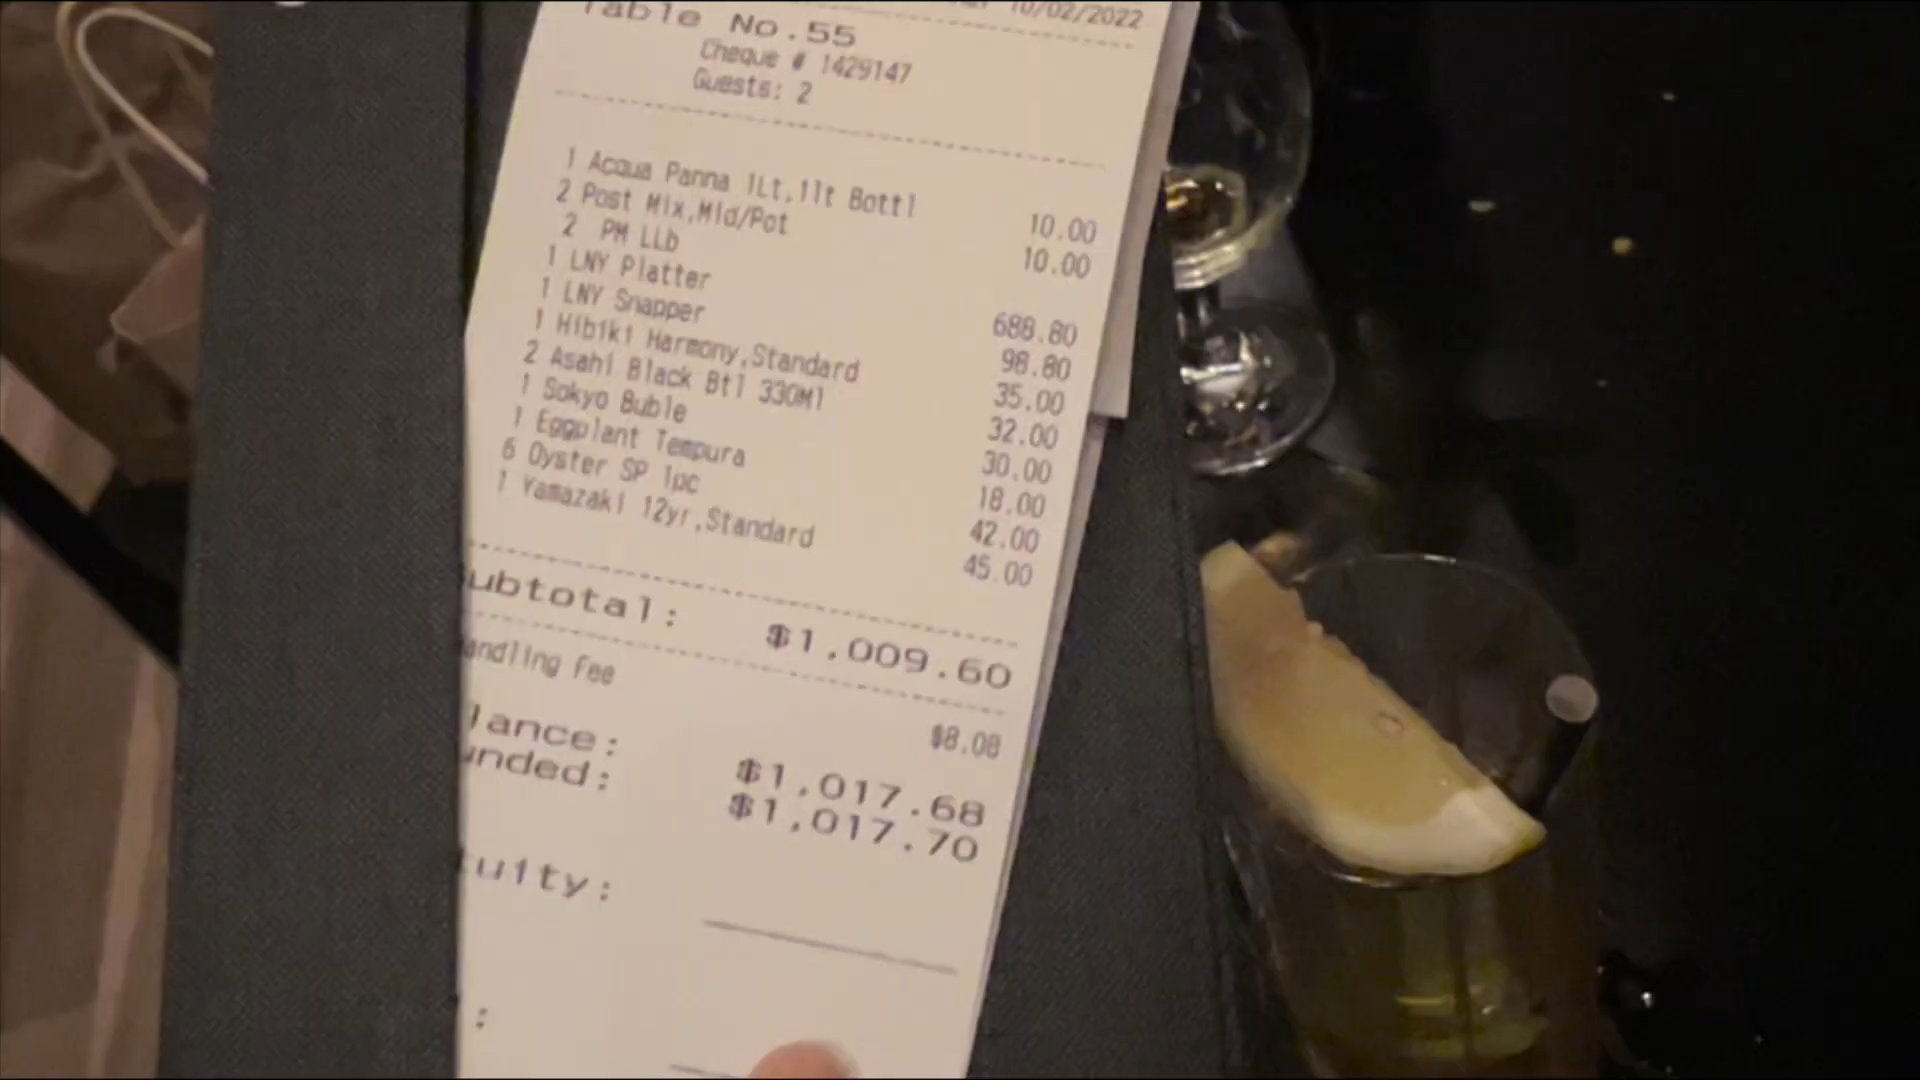 Table No.55 10/02/2022
Cheque # 1429147
Guests: 2
1 Acqua Panna 1Lt,1lt Bottl 10.00
2 Post Mix,Mid/Pot 10.00
2 PM LLb
1 LNY Platter 688.80
1 LNY Snapper 98.80
1 Hibiki Harmony,Standard 35.00
2 Asahi Black Btl 330Ml 32.00
1 Sokyo Buble 30.00
1 Eggplant Tempura 18.00
6 Oyster SP 1pc 42.00
1 Yamazaki 12yr,Standard 45.00
ubtotal: $1,009.60
andling fee $8.08
lance: $1,017.68
unded: $1,017.70
tuity:
: